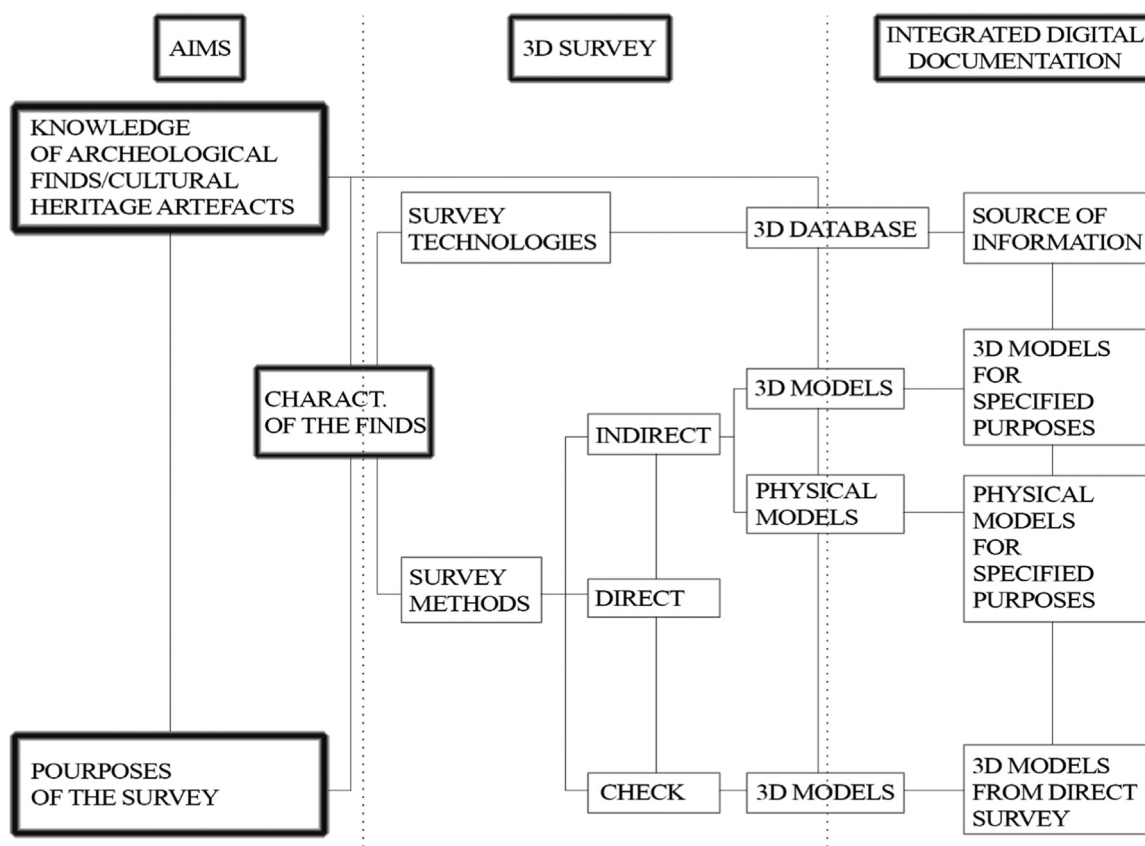 AIMS
3D SURVEY
INTEGRATED DIGITAL
DOCUMENTATION
KNOWLEDGE
OF ARCHEOLOGICAL
FINDS/CULTURAL
HERITAGE ARTEFACTS
SURVEY
TECHNOLOGIES
3D DATABASE
SOURCE OF
INFORMATION
CHARACT.
OF THE FINDS
3D MODELS
3D MODELS
FOR
SPECIFIED
PURPOSES
INDIRECT
PHYSICAL
MODELS
PHYSICAL
MODELS
FOR
SPECIFIED
PURPOSES
SURVEY
METHODS
DIRECT
POURPOSES
OF THE SURVEY
CHECK
3D MODELS
3D MODELS
FROM DIRECT
SURVEY